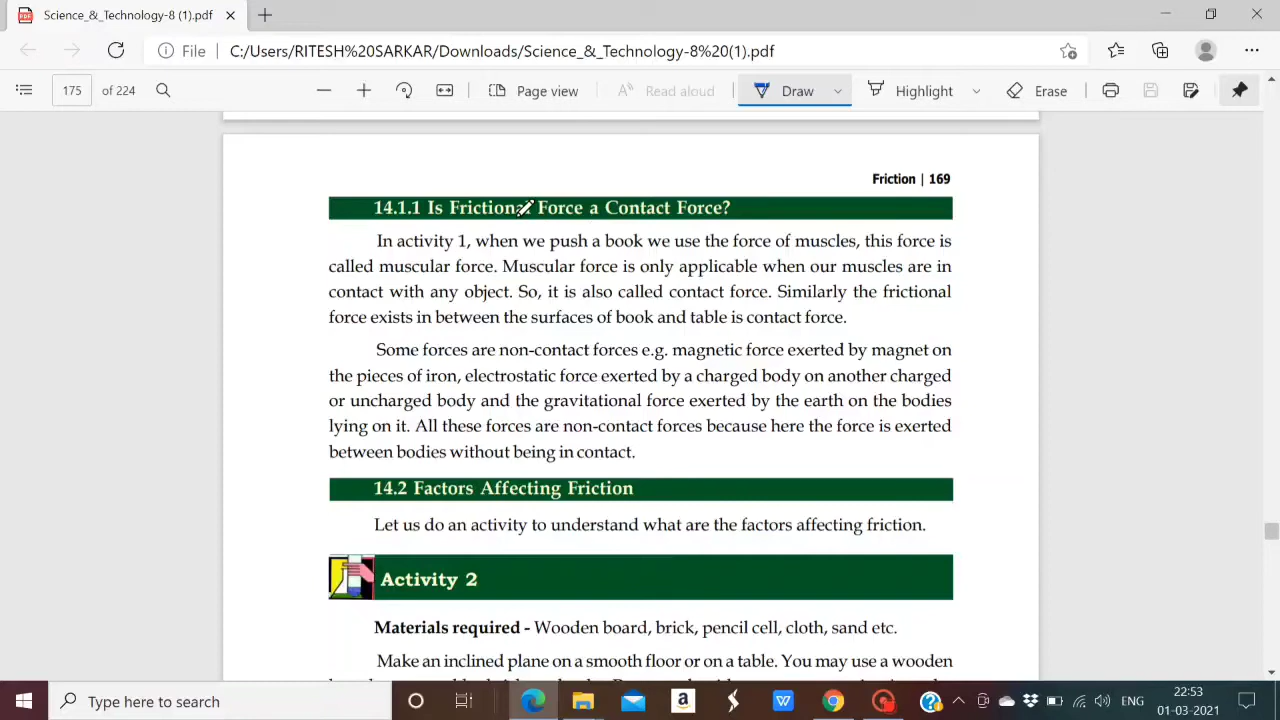 Science_&_Technology-8 (1).pdf
File C:/Users/RITESH%20SARKAR/Downloads/Science_&_Technology-8%20(1).pdf
175 of 224 Page view Read aloud Draw Highlight Erase
Friction | 169
14.1.1 Is Frictional Force a Contact Force?
In activity 1, when we push a book we use the force of muscles, this force is
called muscular force. Muscular force is only applicable when our muscles are in
contact with any object. So, it is also called contact force. Similarly the frictional
force exists in between the surfaces of book and table is contact force.
Some forces are non-contact forces e.g. magnetic force exerted by magnet on
the pieces of iron, electrostatic force exerted by a charged body on another charged
or uncharged body and the gravitational force exerted by the earth on the bodies
lying on it. All these forces are non-contact forces because here the force is exerted
between bodies without being in contact.
14.2 Factors Affecting Friction
Let us do an activity to understand what are the factors affecting friction.
Activity 2
Materials required - Wooden board, brick, pencil cell, cloth, sand etc.
Make an inclined plane on a smooth floor or on a table. You may use a wooden
Type here to search
ENG
22:53
01-03-2021